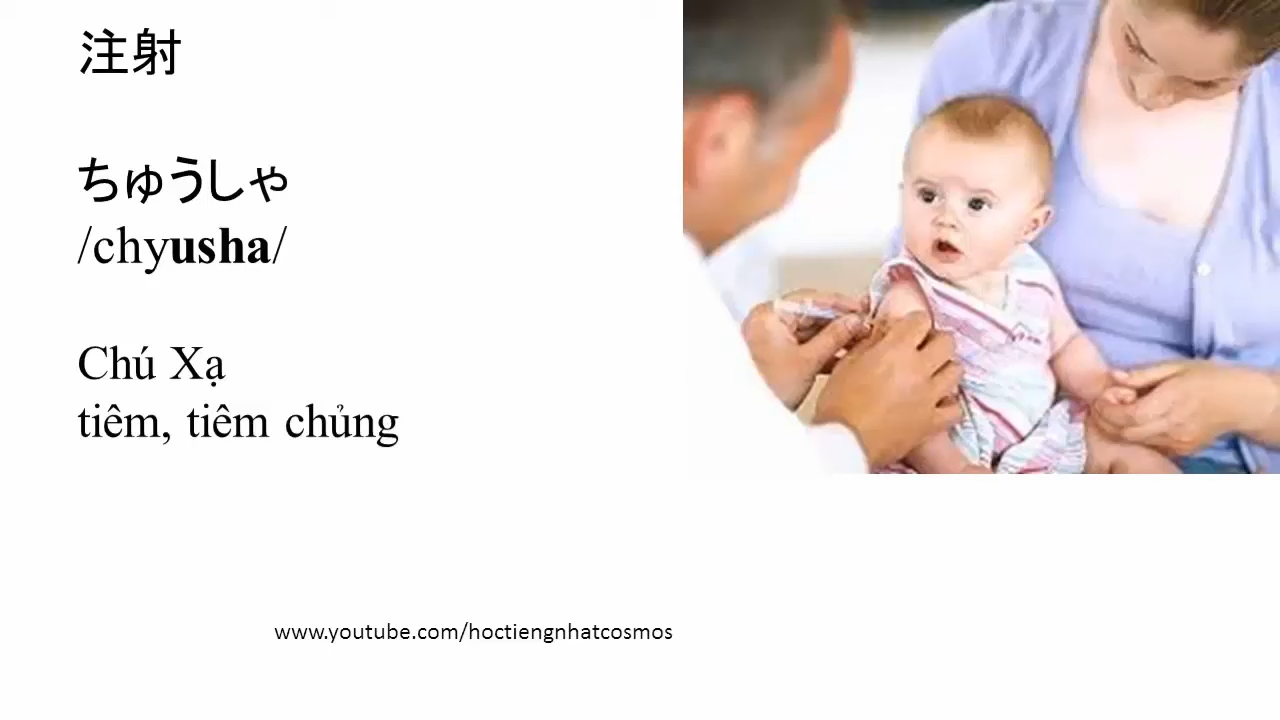 注射
ちゅうしゃ
/chyusha/
Chú Xạ
tiêm, tiêm chủng
www.youtube.com/hoctiengnhatcosmos